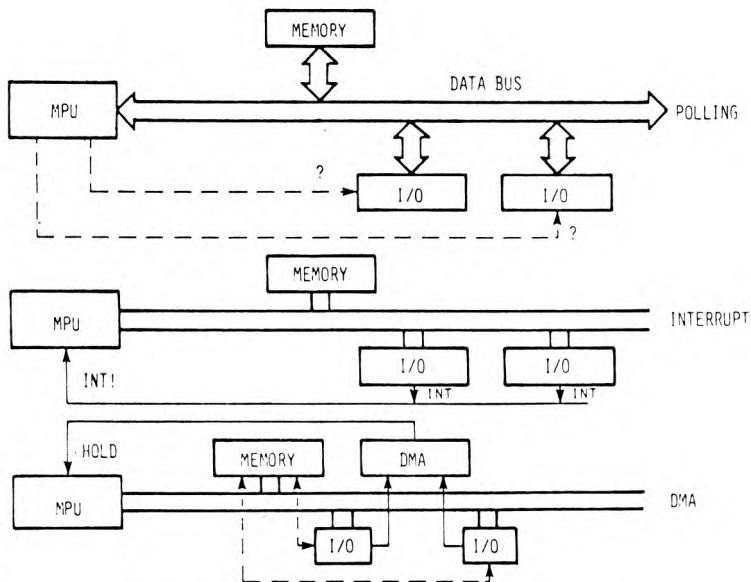 MEMORY
DATA BUS
MPU
POLLING
?
I/O
I/O
?
MEMORY
MPU
INTERRUPT
I/O
I/O
INT!
INT
INT
HOLD
MEMORY
DMA
MPU
DMA
I/O
I/O